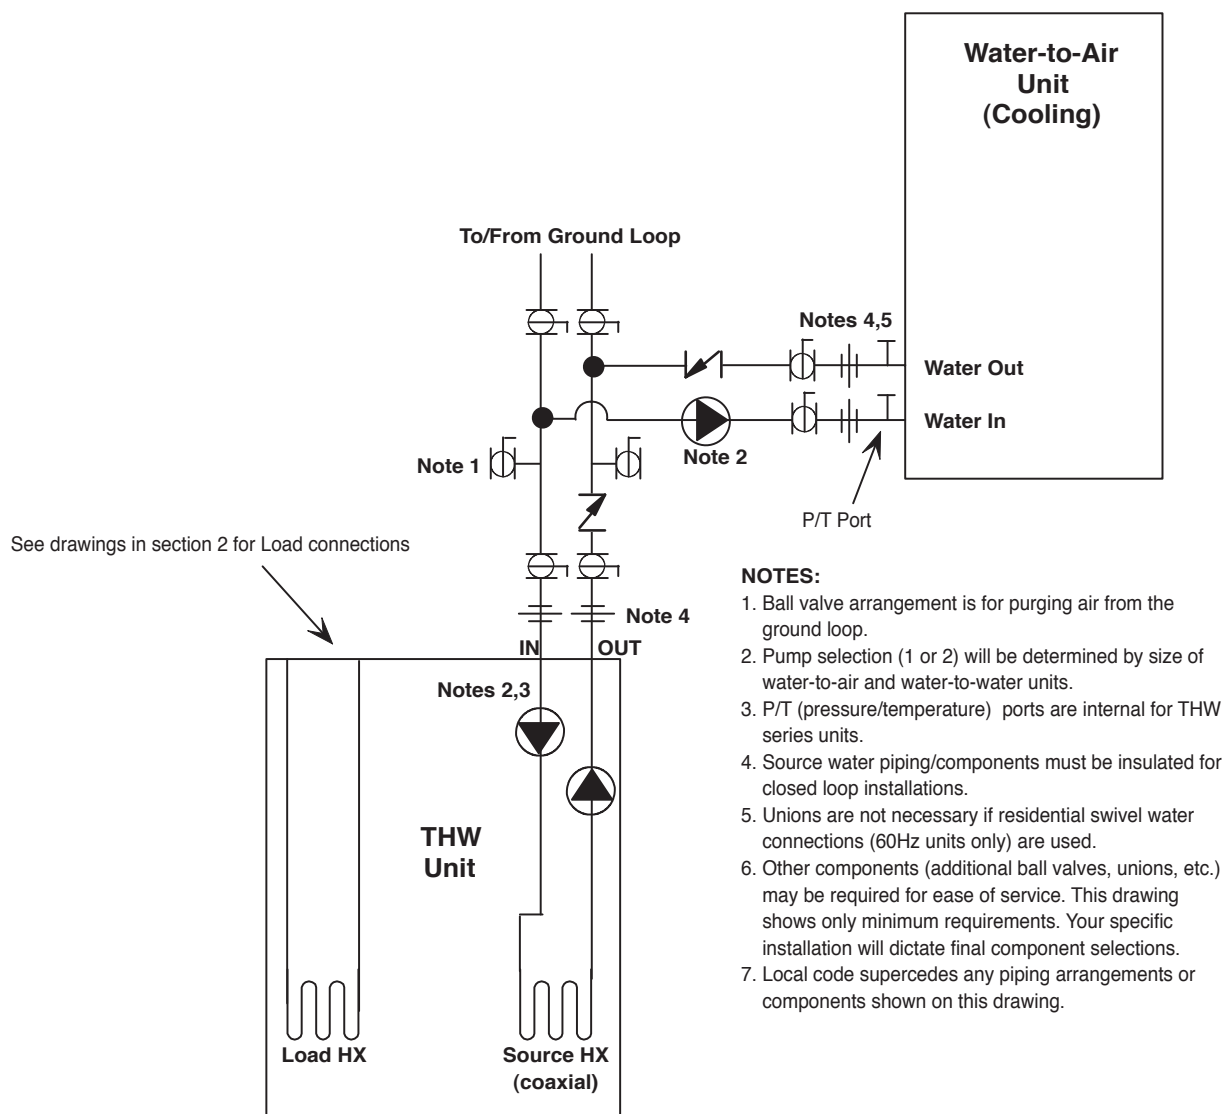 Water-to-Air
Unit
(Cooling)
To/From Ground Loop
Notes 4,5
Water Out
Water In
Note 1
Note 2
P/T Port
See drawings in section 2 for Load connections
Note 4
IN
OUT
Notes 2,3
THW
Unit
Load HX
Source HX
(coaxial)
NOTES:
1. Ball valve arrangement is for purging air from the
ground loop.
2. Pump selection (1 or 2) will be determined by size of
water-to-air and water-to-water units.
3. P/T (pressure/temperature) ports are internal for THW
series units.
4. Source water piping/components must be insulated for
closed loop installations.
5. Unions are not necessary if residential swivel water
connections (60Hz units only) are used.
6. Other components (additional ball valves, unions, etc.)
may be required for ease of service. This drawing
shows only minimum requirements. Your specific
installation will dictate final component selections.
7. Local code supercedes any piping arrangements or
components shown on this drawing.